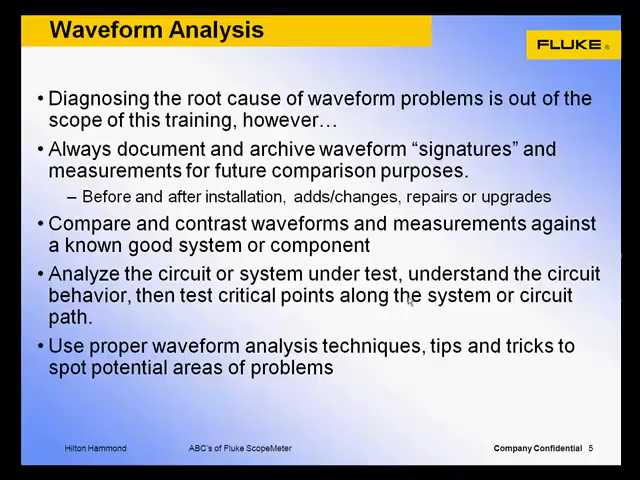 Waveform Analysis
FLUKE®
• Diagnosing the root cause of waveform problems is out of the
scope of this training, however…
• Always document and archive waveform “signatures” and
measurements for future comparison purposes.
– Before and after installation, adds/changes, repairs or upgrades
• Compare and contrast waveforms and measurements against
a known good system or component
• Analyze the circuit or system under test, understand the circuit
behavior, then test critical points along the system or circuit
path.
• Use proper waveform analysis techniques, tips and tricks to
spot potential areas of problems
Hilton Hammond ABC's of Fluke ScopeMeter Company Confidential 5